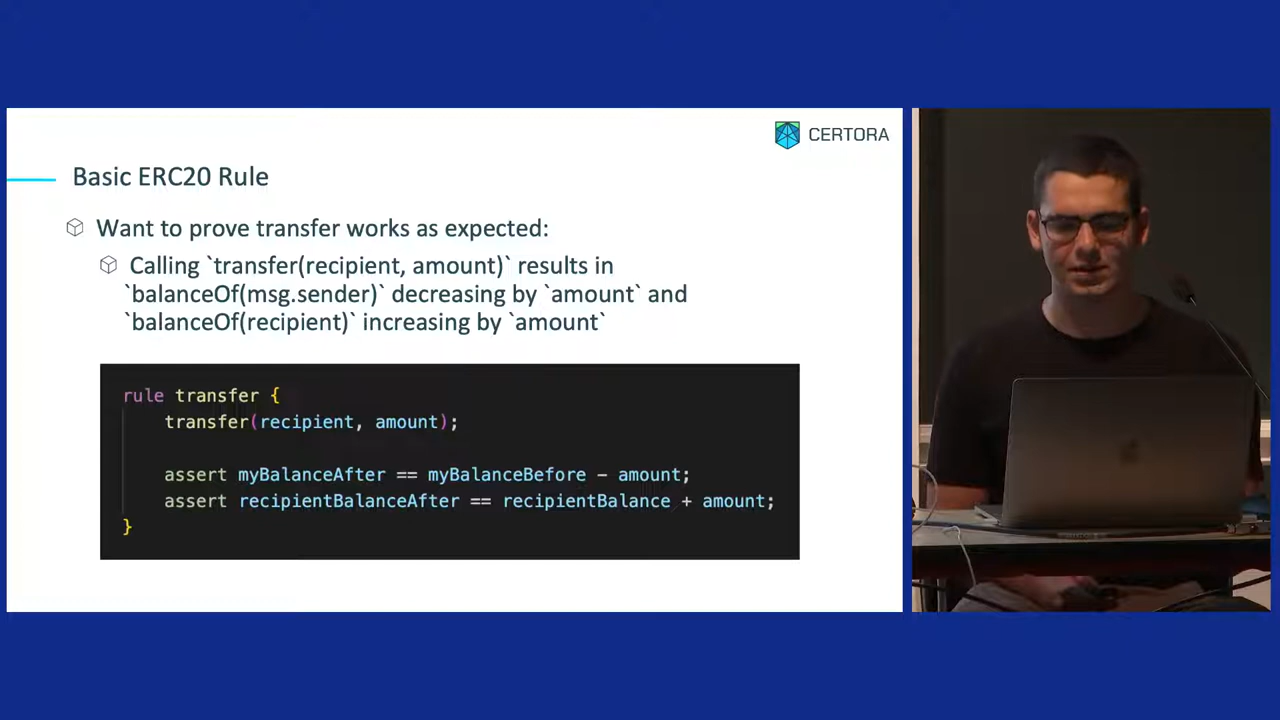 CERTORA
Basic ERC20 Rule
Want to prove transfer works as expected:
Calling `transfer(recipient, amount)` results in
`balanceOf(msg.sender)` decreasing by `amount` and
`balanceOf(recipient)` increasing by `amount`
rule transfer {
transfer(recipient, amount);
assert myBalanceAfter == myBalanceBefore - amount;
assert recipientBalanceAfter == recipientBalance + amount;
}